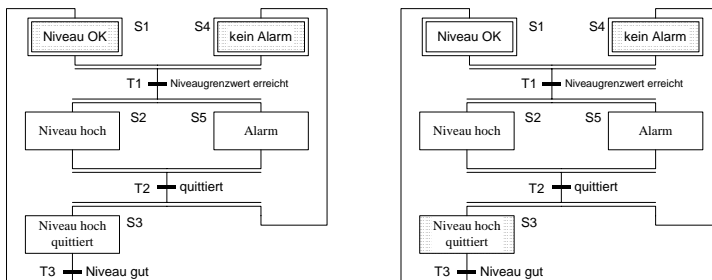 Niveau OK
S1
S4
kein Alarm
T1
Niveaugrenzwert erreicht
Niveau hoch
S2
S5
Alarm
T2
quittiert
S3
Niveau hoch
quittiert
T3
Niveau gut
Niveau OK
S1
S4
kein Alarm
T1
Niveaugrenzwert erreicht
Niveau hoch
S2
S5
Alarm
T2
quittiert
S3
Niveau hoch
quittiert
T3
Niveau gut